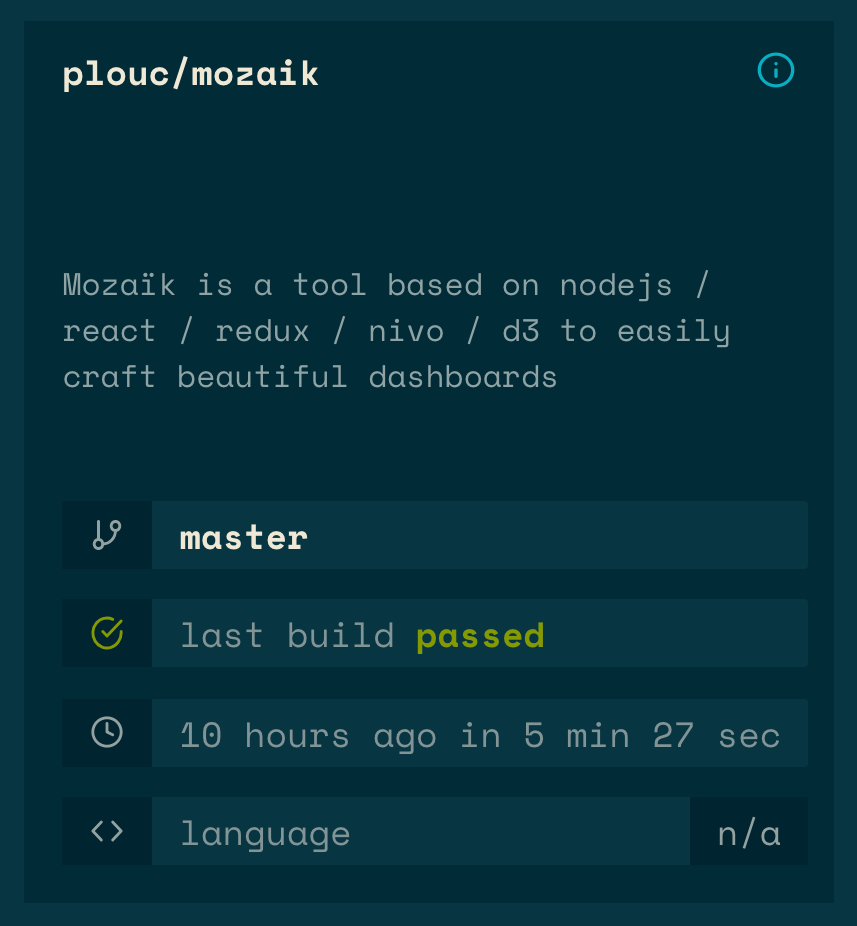 plouc/mozaik
Mozaïk is a tool based on nodejs /
react / redux / nivo / d3 to easily
craft beautiful dashboards
master
last build passed
10 hours ago in 5 min 27 sec
language n/a